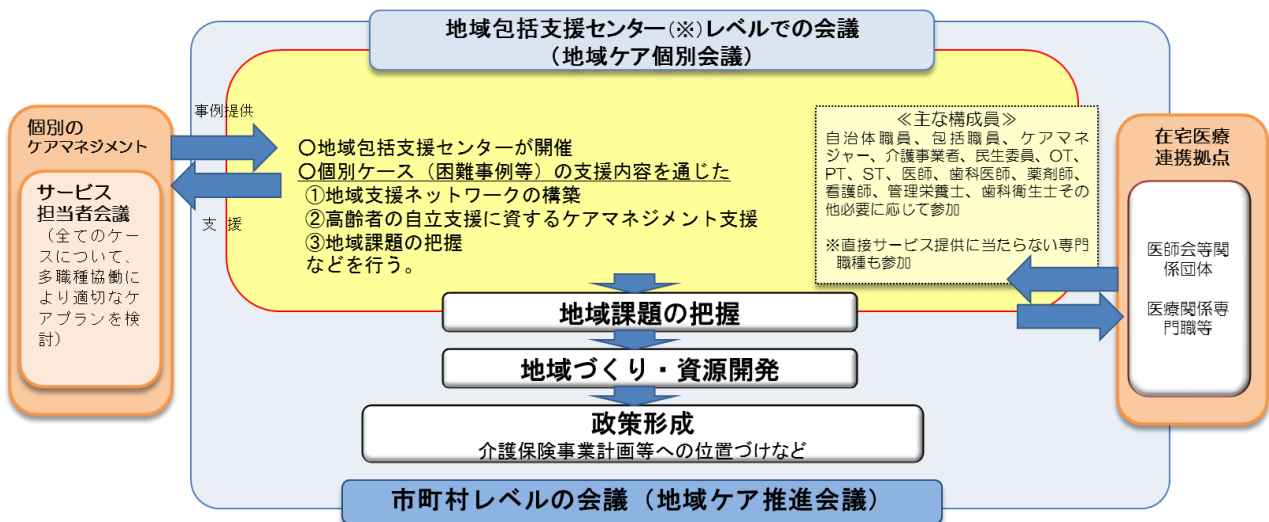 地域包括支援センター(※)レベルでの会議
(地域ケア個別会議)
事例提供
個別の
ケアマネジメント
サービス
担当者会議
(全てのケー
スについて、
多職種協働に
より適切なケ
アプランを検
討)
支 援
〇地域包括支援センターが開催
〇個別ケース(困難事例等)の支援内容を通じた
①地域支援ネットワークの構築
②高齢者の自立支援に資するケアマネジメント支援
③地域課題の把握
などを行う。
≪主な構成員≫
自治体職員、包括職員、ケアマネ
ジャー、介護事業者、民生委員、OT、
PT、ST、医師、歯科医師、薬剤師、
看護師、管理栄養士、歯科衛生士その
他必要に応じて参加
※直接サービス提供に当たらない専門
職種も参加
在宅医療
連携拠点
医師会等関
係団体
医療関係専
門職等
地域課題の把握
地域づくり・資源開発
政策形成
介護保険事業計画等への位置づけなど
市町村レベルの会議(地域ケア推進会議)